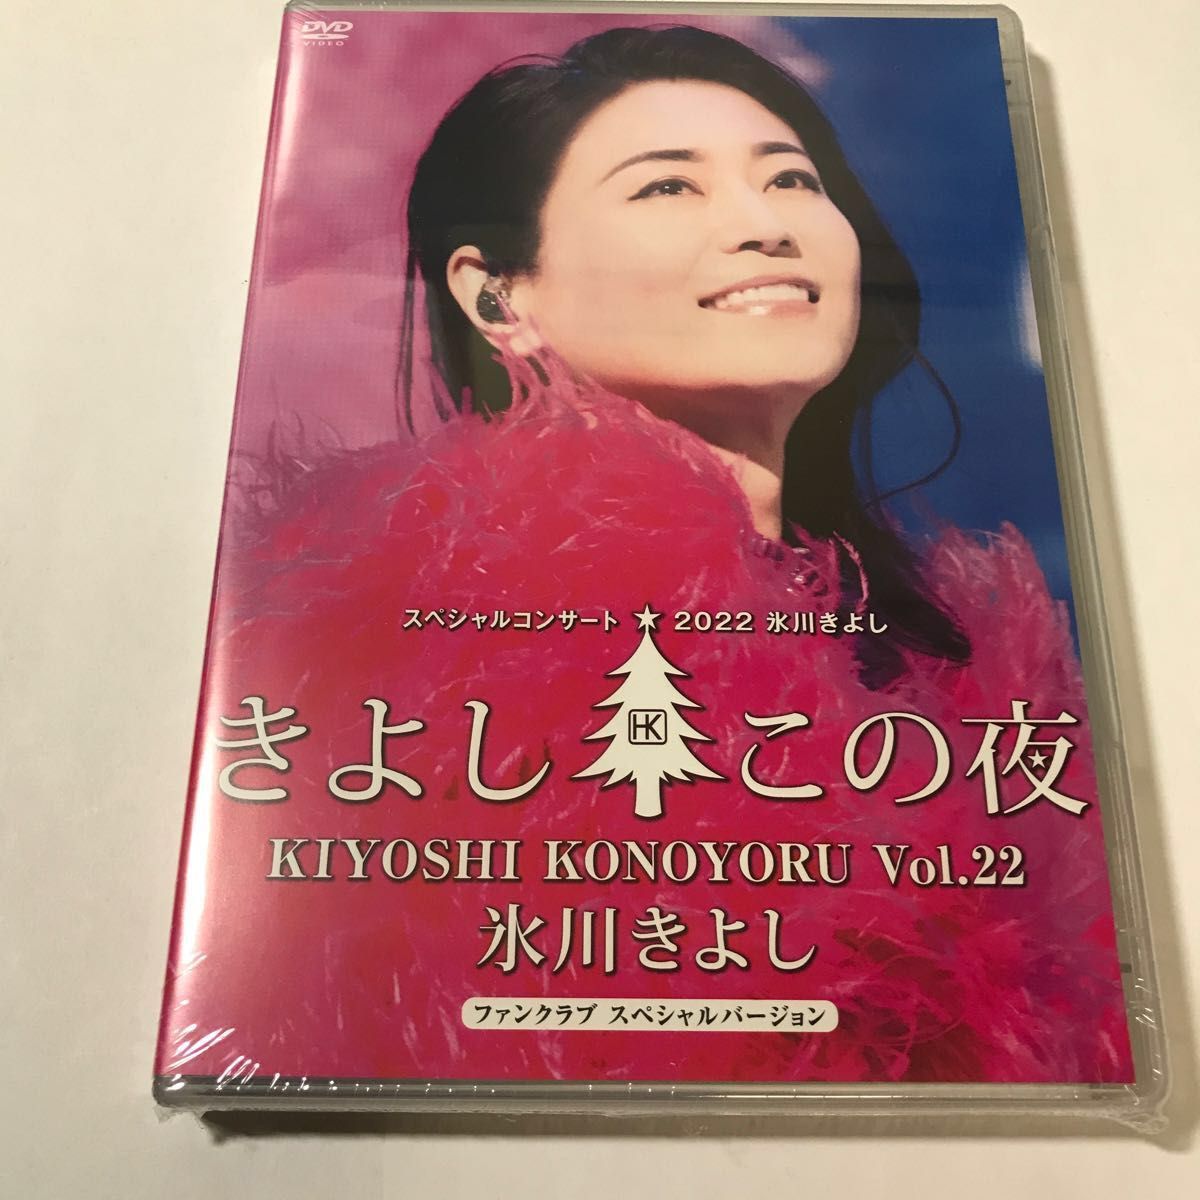 DVD
VIDEO
スペシャルコンサート ★ 2022 氷川きよし
きよし HK この夜
KIYOSHI KONOYORU Vol.22
氷川きよし
ファンクラブ スペシャルバージョン